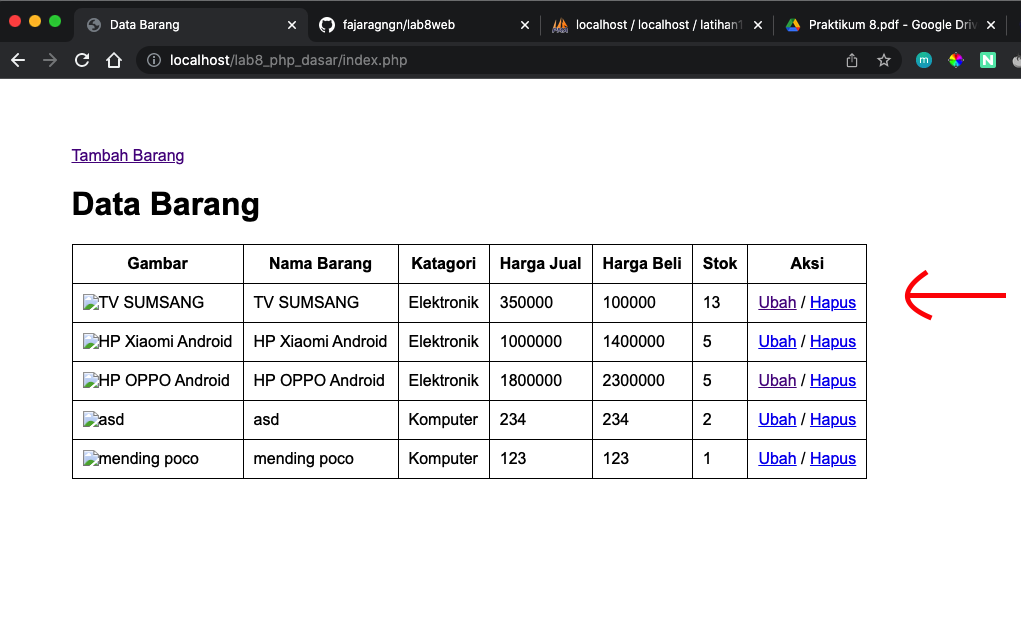 Data Barang
fajaragngn/lab8web
localhost / localhost / latihan1
Praktikum 8.pdf - Google Driv
localhost/lab8_php_dasar/index.php
m
N
Tambah Barang
Data Barang
Gambar Nama Barang Katagori Harga Jual Harga Beli Stok Aksi
TV SUMSANG TV SUMSANG Elektronik 350000 100000 13 Ubah / Hapus
HP Xiaomi Android HP Xiaomi Android Elektronik 1000000 1400000 5 Ubah / Hapus
HP OPPO Android HP OPPO Android Elektronik 1800000 2300000 5 Ubah / Hapus
asd asd Komputer 234 234 2 Ubah / Hapus
mending poco mending poco Komputer 123 123 1 Ubah / Hapus